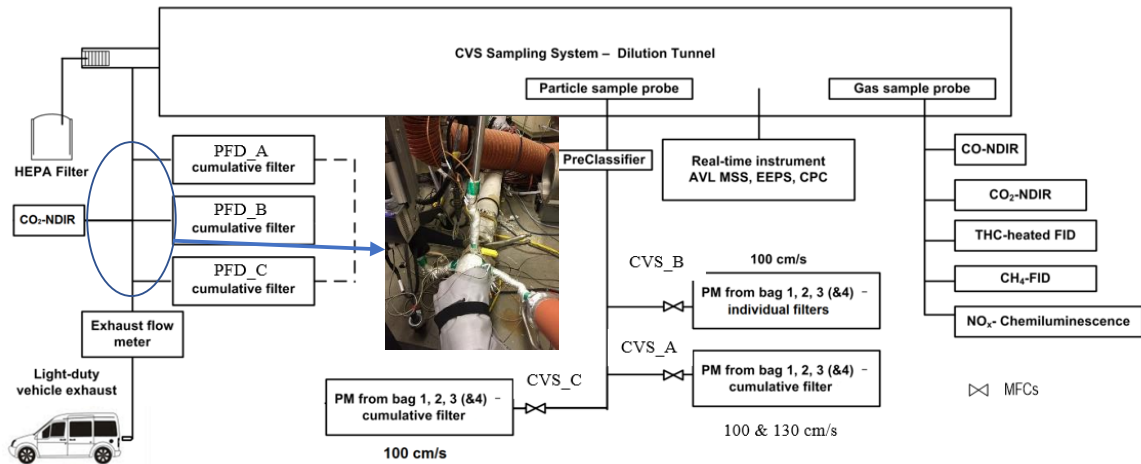 CVS Sampling System – Dilution Tunnel
Particle sample probe
Gas sample probe
HEPA Filter
PFD_A
cumulative filter
PreClassifier
Real-time instrument
AVL MSS, EEPS, CPC
CO-NDIR
CO₂-NDIR
PFD_B
cumulative filter
CO₂-NDIR
THC-heated FID
PFD_C
cumulative filter
CVS_B
100 cm/s
CH₄-FID
PM from bag 1, 2, 3 (&4) –
individual filters
NOₓ- Chemiluminescence
Exhaust flow
meter
CVS_A
Light-duty
vehicle exhaust
PM from bag 1, 2, 3 (&4) –
cumulative filter
CVS_C
PM from bag 1, 2, 3 (&4) –
cumulative filter
MFCs
100 & 130 cm/s
100 cm/s